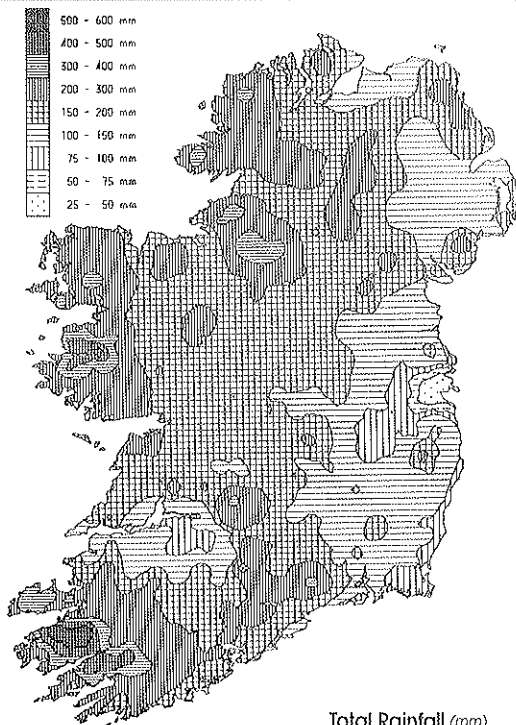 500 - 600 mm
400 - 500 mm
300 - 400 mm
200 - 300 mm
150 - 200 mm
100 - 150 mm
75 - 100 mm
50 - 75 mm
25 - 50 mm
Total Rainfall (mm)